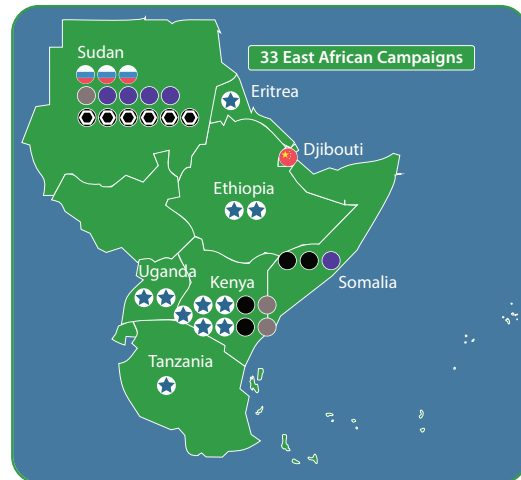 Sudan
33 East African Campaigns
Eritrea
Djibouti
Ethiopia
Uganda
Kenya
Somalia
Tanzania